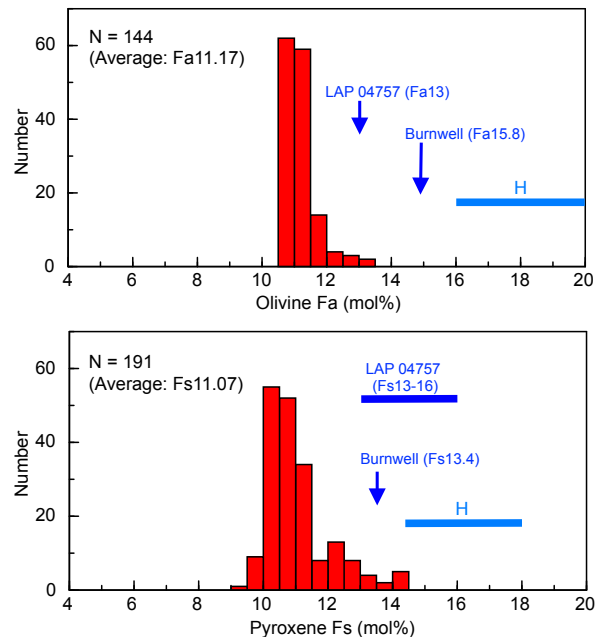 60
40
20
0
Number
N = 144
(Average: Fa11.17)
LAP 04757 (Fa13)
Burnwell (Fa15.8)
H
4 6 8 10 12 14 16 18 20
Olivine Fa (mol%)
60
40
20
0
Number
N = 191
(Average: Fs11.07)
LAP 04757
(Fs13-16)
Burnwell (Fs13.4)
H
4 6 8 10 12 14 16 18 20
Pyroxene Fs (mol%)